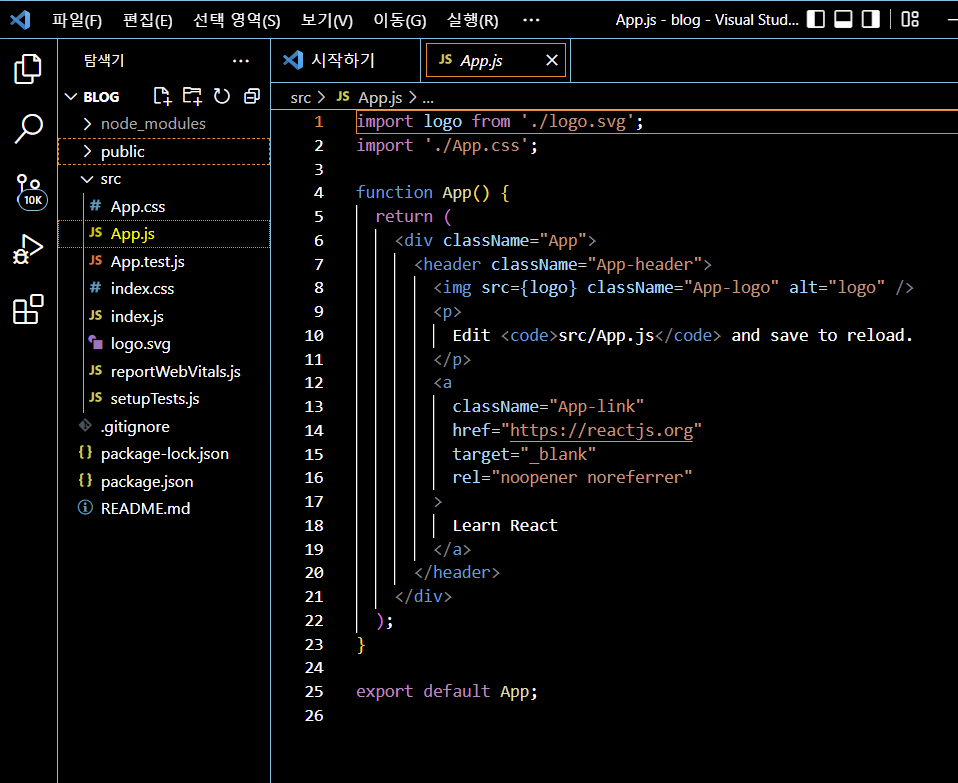 파일(F) 편집(E) 선택 영역(S) 보기(V) 이동(G) 실행(R) ··· App.js - blog - Visual Stud...
탐색기 ···
BLOG
node_modules
public
src
# App.css
JS App.js
JS App.test.js
# index.css
JS index.js
logo.svg
JS reportWebVitals.js
JS setupTests.js
.gitignore
{} package-lock.json
{} package.json
README.md
10K
시작하기 JS App.js
src > JS App.js > ...
1 import logo from './logo.svg';
2 import './App.css';
3
4 function App() {
5 return (
6 <div className="App">
7 <header className="App-header">
8 <img src={logo} className="App-logo" alt="logo" />
9 <p>
10 Edit <code>src/App.js</code> and save to reload.
11 </p>
12 <a
13 className="App-link"
14 href="https://reactjs.org"
15 target="_blank"
16 rel="noopener noreferrer"
17 >
18 Learn React
19 </a>
20 </header>
21 </div>
22 );
23 }
24
25 export default App;
26